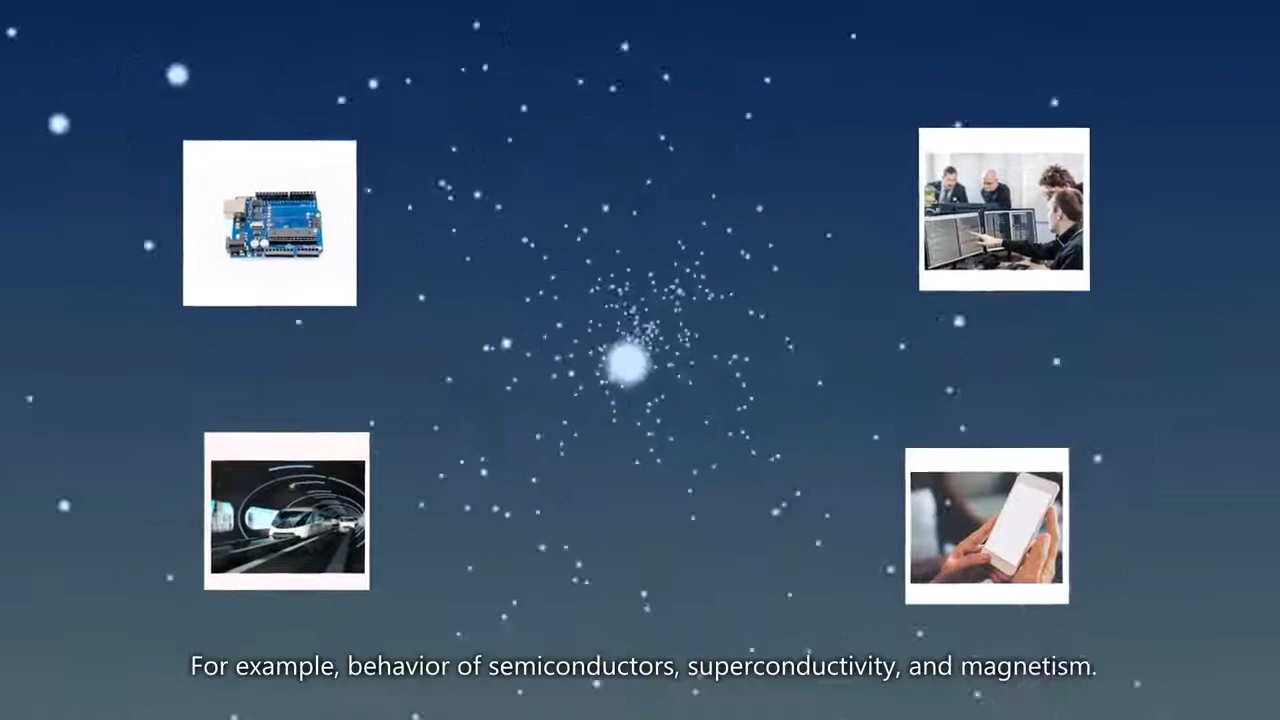 For example, behavior of semiconductors, superconductivity, and magnetism.